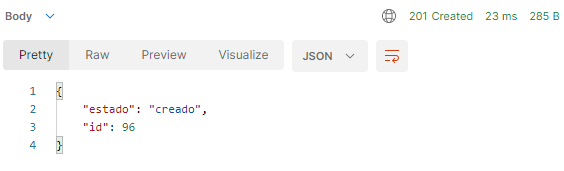 Body 201 Created 23 ms 285 B
Pretty Raw Preview Visualize JSON
1 {
2 "estado": "creado",
3 "id": 96
4 }